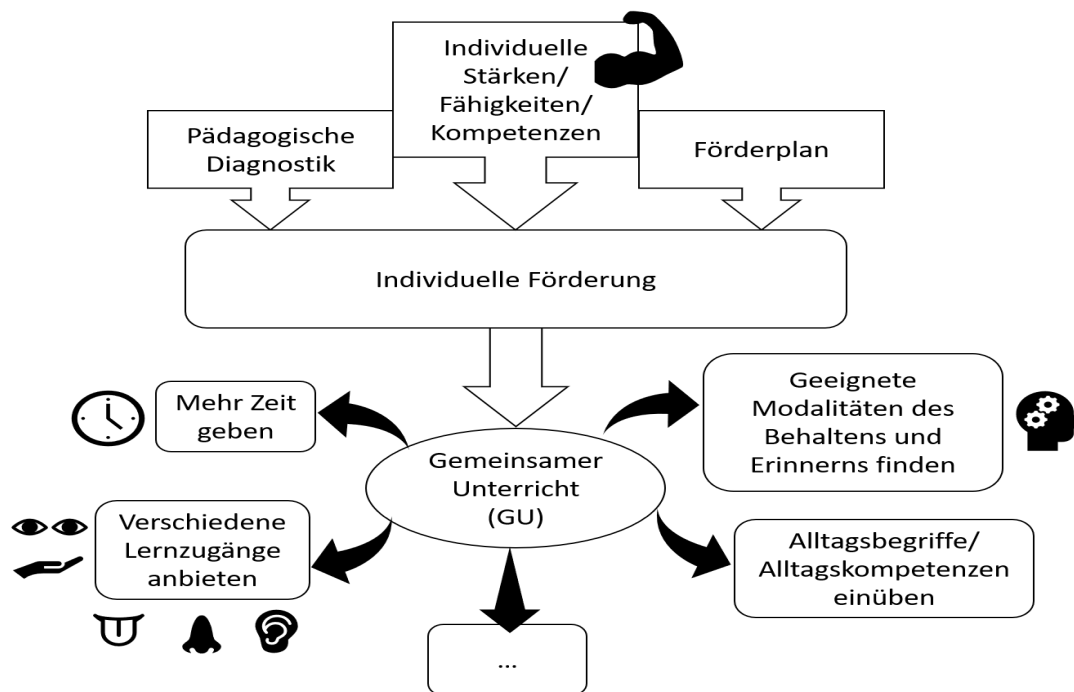 Individuelle
Stärken/
Fähigkeiten/
Kompetenzen
Pädagogische
Diagnostik
Förderplan
Individuelle Förderung
Mehr Zeit
geben
Geeignete
Modalitäten des
Behaltens und
Erinnerns finden
Gemeinsamer
Unterricht
(GU)
Verschiedene
Lernzugänge
anbieten
Alltagsbegriffe/
Alltagskompetenzen
einüben
...